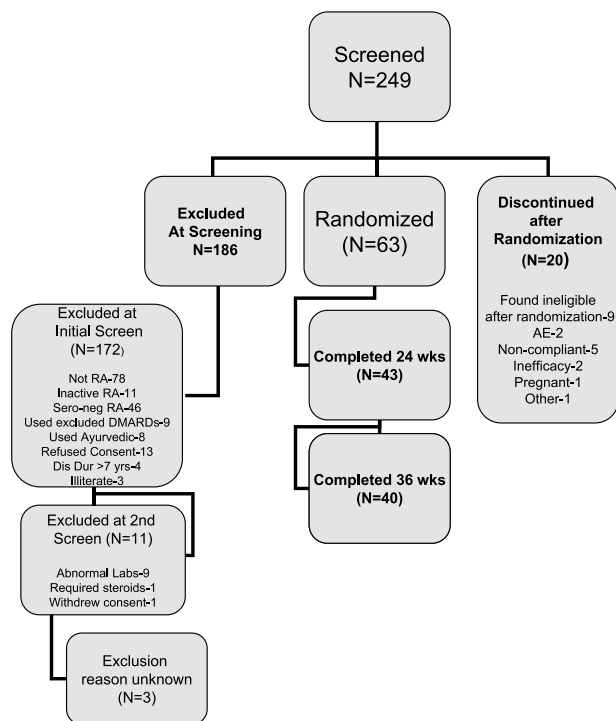 Screened
N=249
Excluded
At Screening
N=186
Randomized
(N=63)
Discontinued
after
Randomization
(N=20)
Found ineligible
after randomization-9
AE-2
Non-compliant-5
Inefficacy-2
Pregnant-1
Other-1
Excluded at
Initial Screen
(N=172)
Not RA-78
Inactive RA-11
Sero-neg RA-46
Used excluded DMARDs-9
Used Ayurvedic-8
Refused Consent-13
Dis Dur >7 yrs-4
Illiterate-3
Completed 24 wks
(N=43)
Completed 36 wks
(N=40)
Excluded at 2nd
Screen (N=11)
Abnormal Labs-9
Required steroids-1
Withdrew consent-1
Exclusion
reason unknown
(N=3)